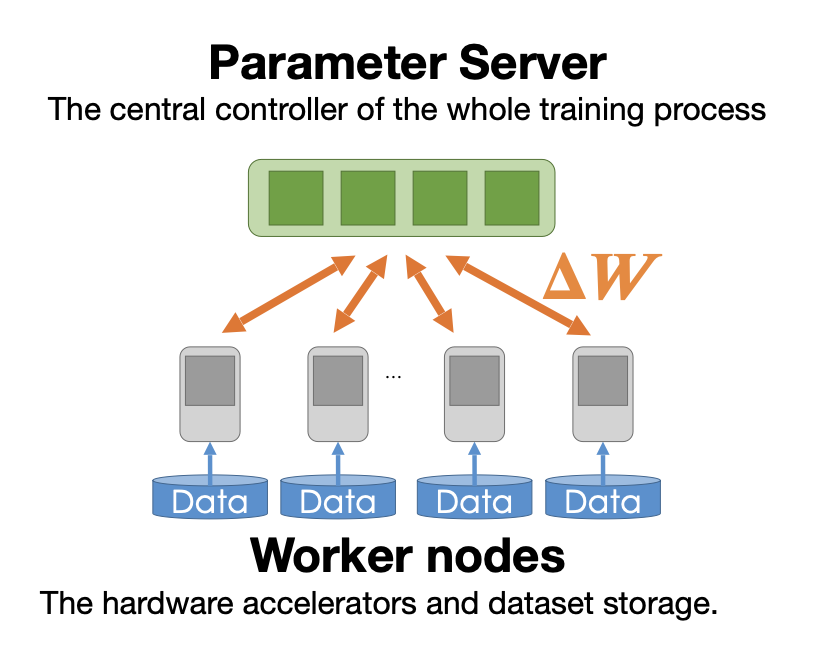 Parameter Server
The central controller of the whole training process
ΔW
...
Data Data Data Data
Worker nodes
The hardware accelerators and dataset storage.